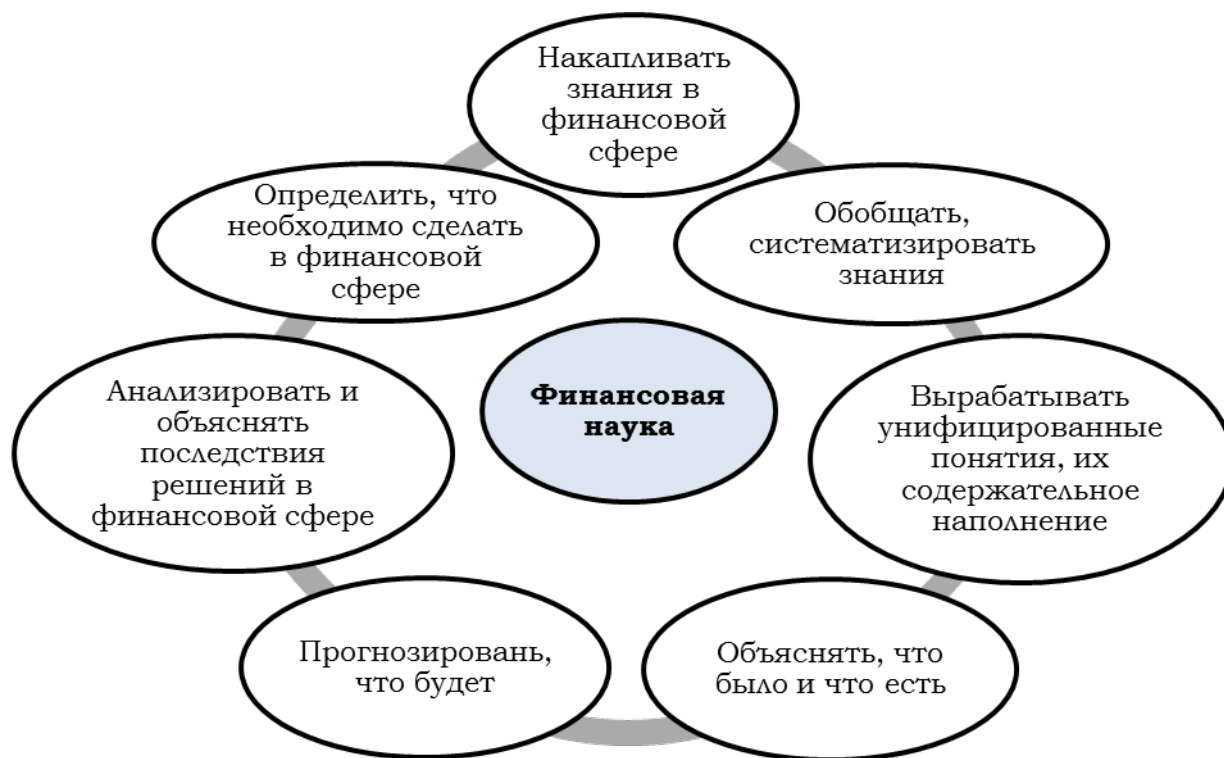 Накапливать
знания в
финансовой
сфере
Обобщать,
систематизировать
знания
Вырабатывать
унифицированные
понятия, их
содержательное
наполнение
Объяснять, что
было и что есть
Прогнозировань,
что будет
Анализировать и
объяснять
последствия
решений в
финансовой сфере
Определить, что
необходимо сделать
в финансовой
сфере
Финансовая
наука